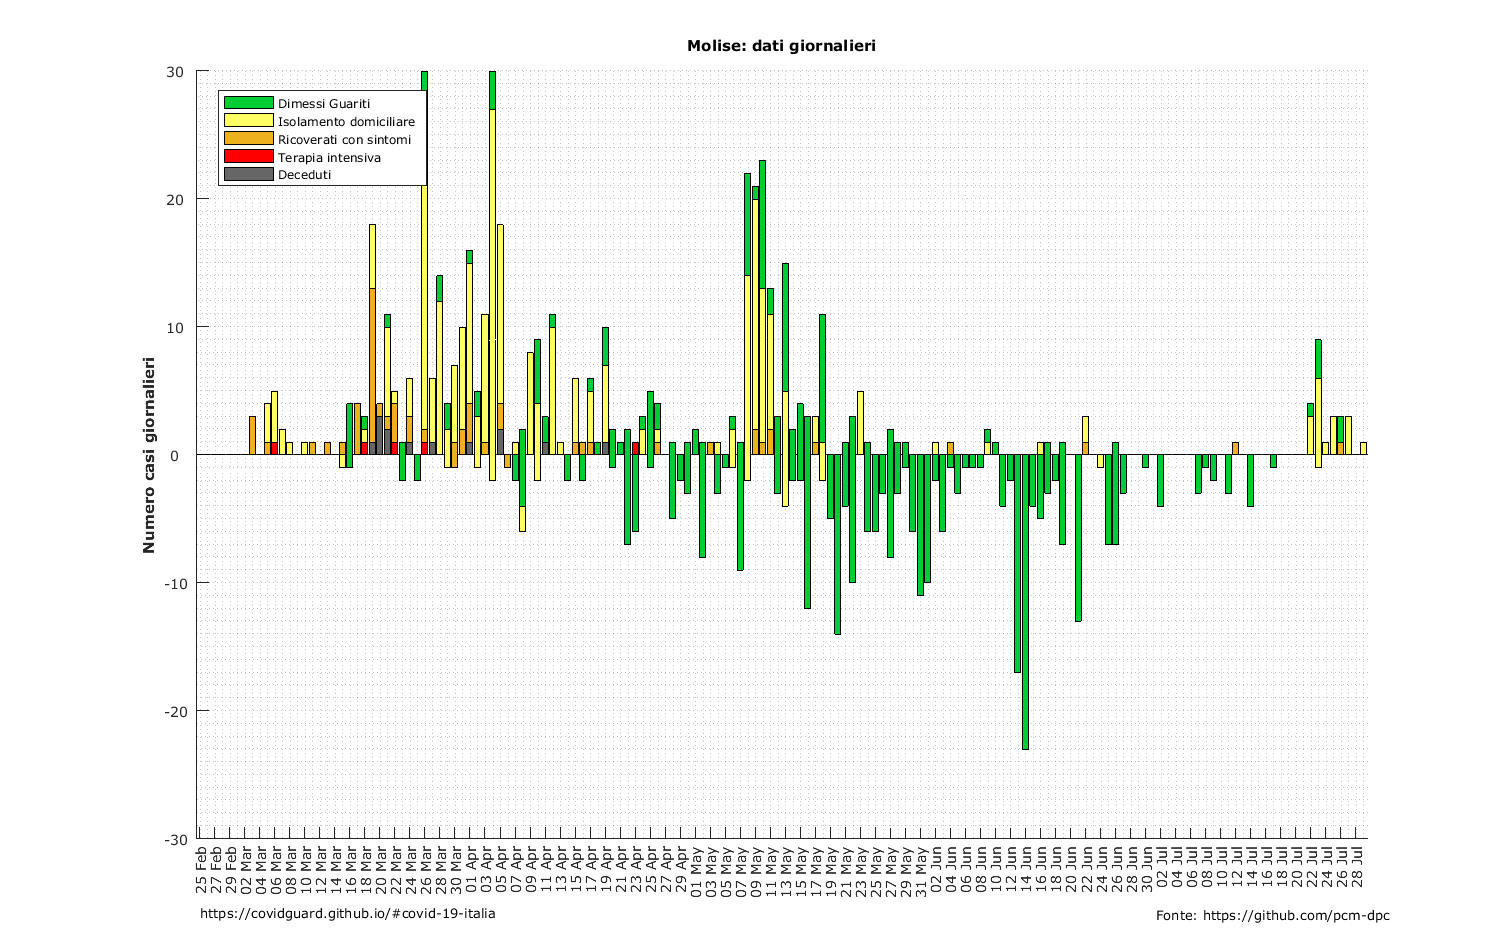 Molise: dati giornalieri
30
20
10
0
-10
-20
-30
Numero casi giornalieri
Dimessi Guariti
Isolamento domiciliare
Ricoverati con sintomi
Terapia intensiva
Deceduti
25 Feb
27 Feb
29 Feb
02 Mar
04 Mar
06 Mar
08 Mar
10 Mar
12 Mar
14 Mar
16 Mar
18 Mar
20 Mar
22 Mar
24 Mar
26 Mar
28 Mar
30 Mar
01 Apr
03 Apr
05 Apr
07 Apr
09 Apr
11 Apr
13 Apr
15 Apr
17 Apr
19 Apr
21 Apr
23 Apr
25 Apr
27 Apr
29 Apr
01 May
03 May
05 May
07 May
09 May
11 May
13 May
15 May
17 May
19 May
21 May
23 May
25 May
27 May
29 May
31 May
02 Jun
04 Jun
06 Jun
08 Jun
10 Jun
12 Jun
14 Jun
16 Jun
18 Jun
20 Jun
22 Jun
24 Jun
26 Jun
28 Jun
30 Jun
02 Jul
04 Jul
06 Jul
08 Jul
10 Jul
12 Jul
14 Jul
16 Jul
18 Jul
20 Jul
22 Jul
24 Jul
26 Jul
28 Jul
https://covidguard.github.io/#covid-19-italia
Fonte: https://github.com/pcm-dpc